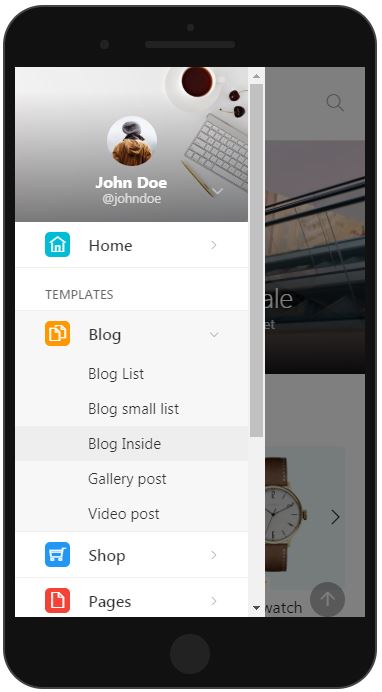 John Doe
@johndoe
Home
TEMPLATES
Blog
Blog List
Blog small list
Blog Inside
Gallery post
Video post
Shop
Pages
ale
et
watch